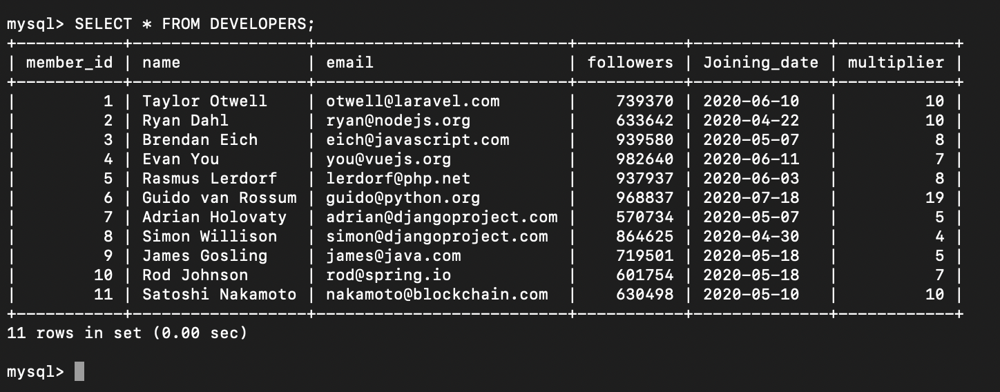 mysql> SELECT * FROM DEVELOPERS;
+-----------+------------------+--------------------------+-----------+--------------+------------+
| member_id | name             | email                    | followers | Joining_date | multiplier |
+-----------+------------------+--------------------------+-----------+--------------+------------+
|         1 | Taylor Otwell    | otwell@laravel.com       |    739370 | 2020-06-10   |         10 |
|         2 | Ryan Dahl        | ryan@nodejs.org          |    633642 | 2020-04-22   |         10 |
|         3 | Brendan Eich     | eich@javascript.com      |    939580 | 2020-05-07   |          8 |
|         4 | Evan You         | you@vuejs.org            |    982640 | 2020-06-11   |          7 |
|         5 | Rasmus Lerdorf   | lerdorf@php.net          |    937937 | 2020-06-03   |          8 |
|         6 | Guido van Rossum | guido@python.org         |    968837 | 2020-07-18   |         19 |
|         7 | Adrian Holovaty  | adrian@djangoproject.com |    570734 | 2020-05-07   |          5 |
|         8 | Simon Willison   | simon@djangoproject.com  |    864625 | 2020-04-30   |          4 |
|         9 | James Gosling    | james@java.com           |    719501 | 2020-05-18   |          5 |
|        10 | Rod Johnson      | rod@spring.io            |    601754 | 2020-05-18   |          7 |
|        11 | Satoshi Nakamoto | nakamoto@blockchain.com  |    630498 | 2020-05-10   |         10 |
+-----------+------------------+--------------------------+-----------+--------------+------------+
11 rows in set (0.00 sec)
mysql>